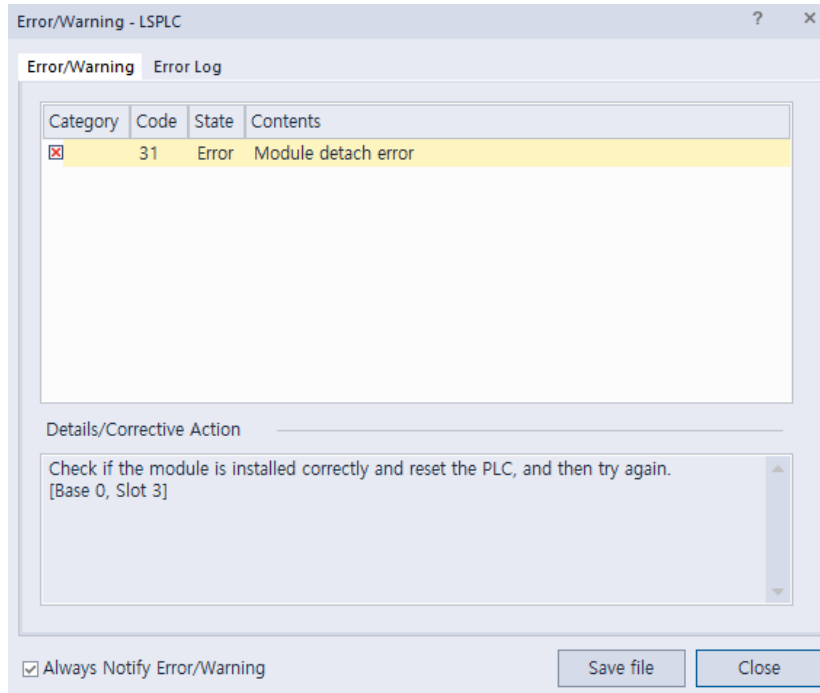 Error/Warning - LSPLC
Error/Warning Error Log
Category Code State Contents
31 Error Module detach error
Details/Corrective Action
Check if the module is installed correctly and reset the PLC, and then try again.
[Base 0, Slot 3]
Always Notify Error/Warning Save file Close